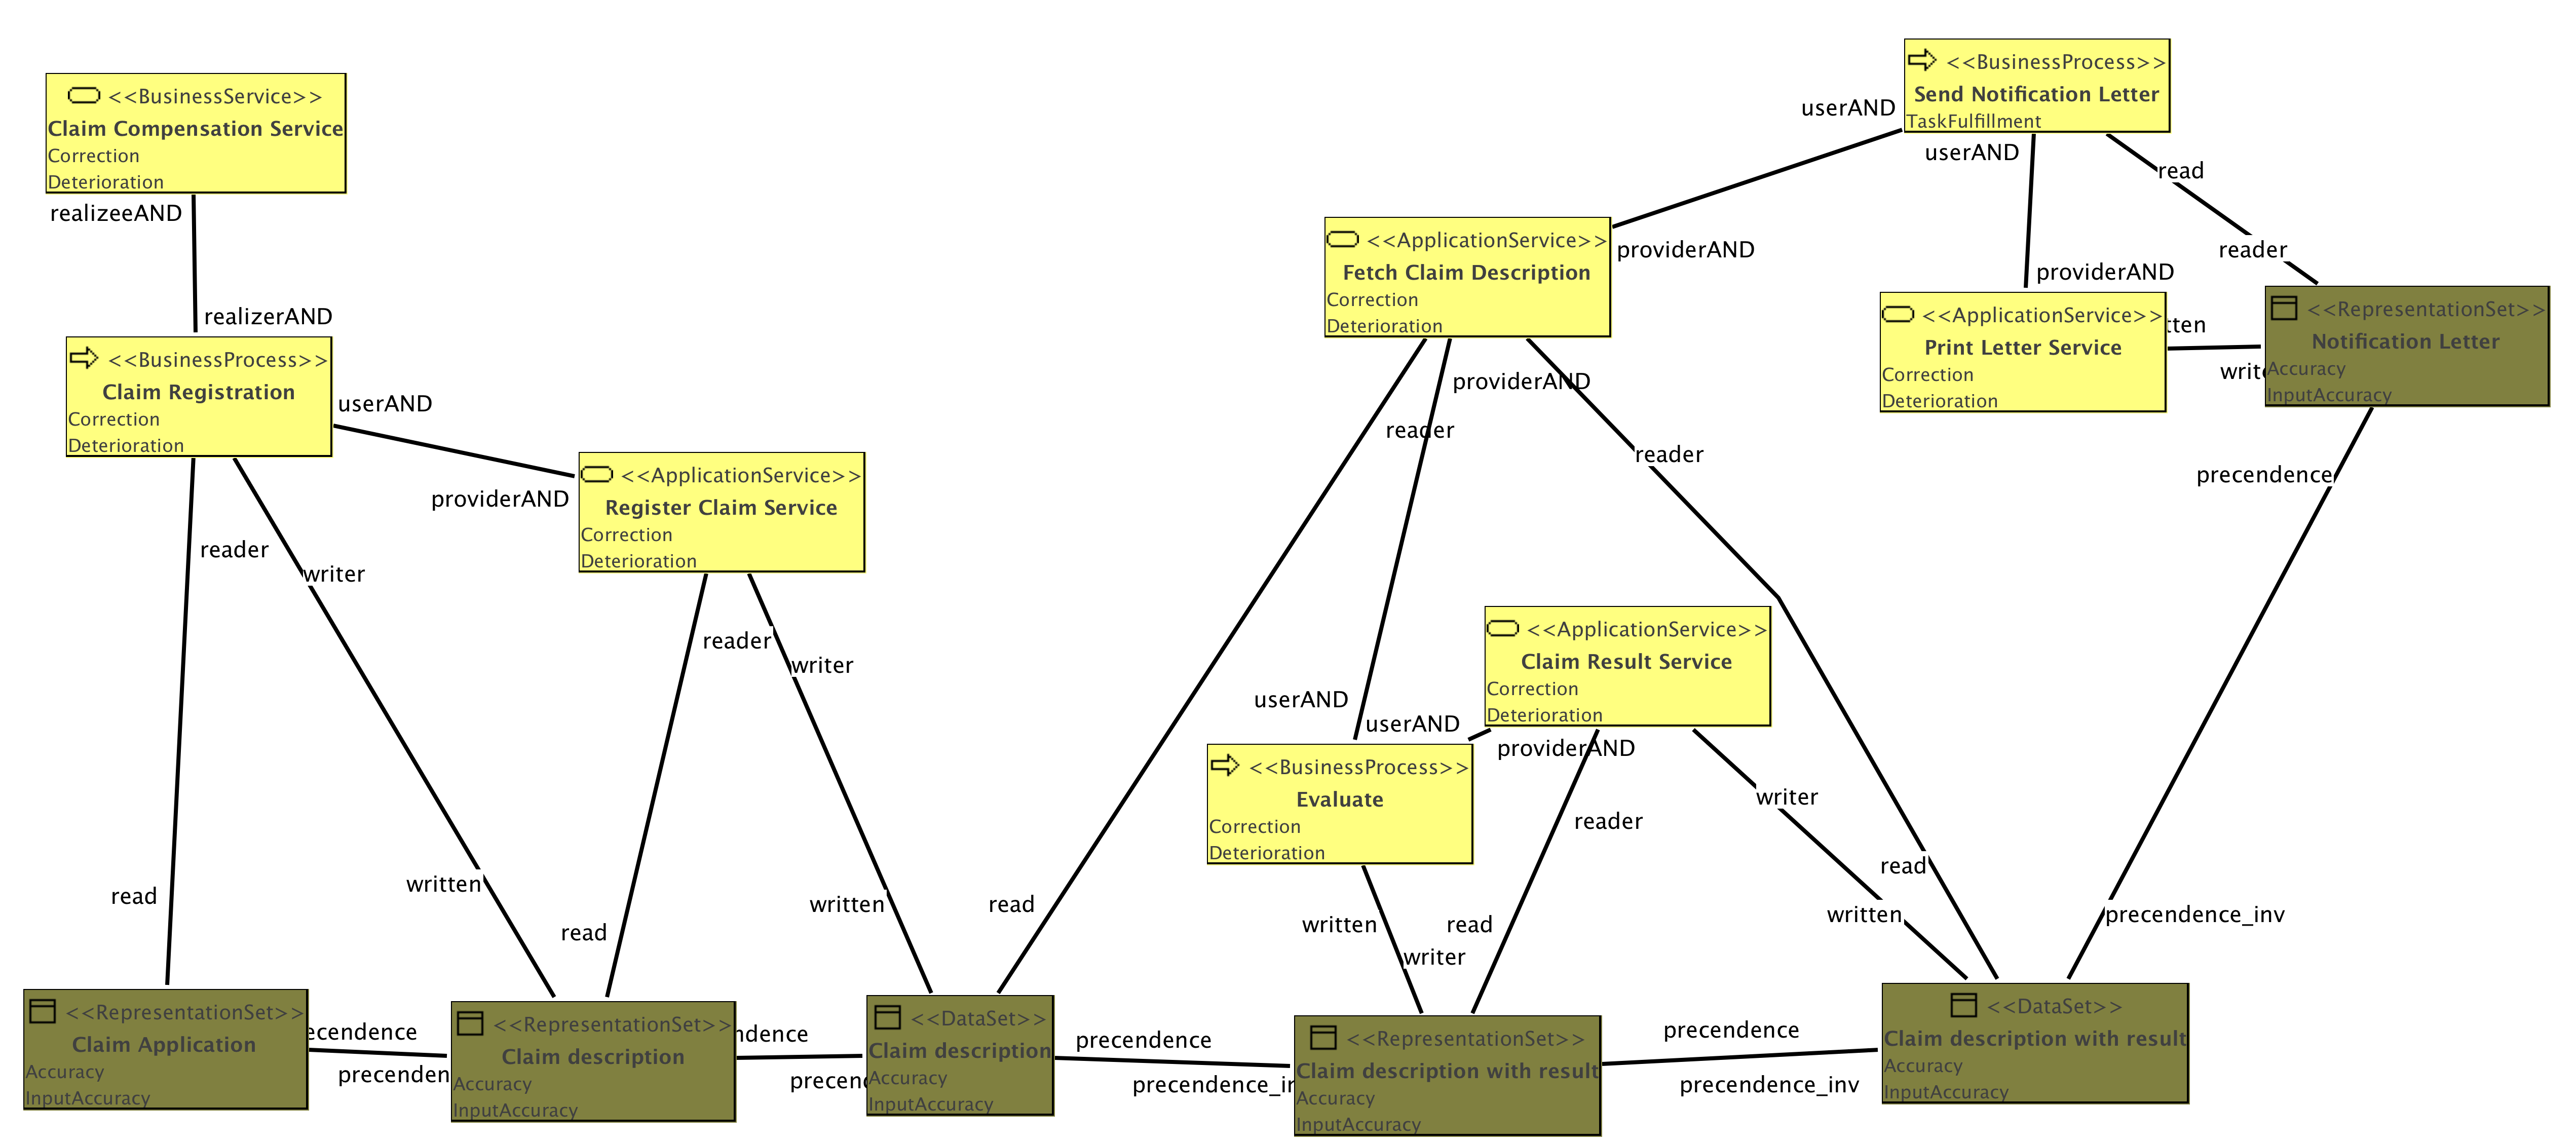 <<BusinessService>>
Claim Compensation Service
Correction
Deterioration
realizeeAND
realizerAND
<<BusinessProcess>>
Claim Registration
Correction
Deterioration
userAND
providerAND
<<ApplicationService>>
Register Claim Service
Correction
Deterioration
reader
writer
reader
writer
read
written
read
written
<<RepresentationSet>>
Claim Application
Accuracy
InputAccuracy
ecendence
preceden
<<RepresentationSet>>
Claim description
Accuracy
InputAccuracy
ndence
prec
<<DataSet>>
Claim description
Accuracy
InputAccuracy
precendence
precendence_in
<<BusinessProcess>>
Send Notification Letter
TaskFulfillment
userAND
userAND
read
reader
providerAND
providerAND
<<ApplicationService>>
Fetch Claim Description
Correction
Deterioration
<<ApplicationService>>
Print Letter Service
Correction
Deterioration
tten
write
<<RepresentationSet>>
Notification Letter
Accuracy
InputAccuracy
providerAND
reader
reader
precendence
<<ApplicationService>>
Claim Result Service
Correction
Deterioration
userAND
userAND
providerAND
<<BusinessProcess>>
Evaluate
Correction
Deterioration
reader
writer
read
read
written
read
writer
written
precendence_inv
<<RepresentationSet>>
Claim description with result
Accuracy
InputAccuracy
precendence
precendence_inv
<<DataSet>>
Claim description with result
Accuracy
InputAccuracy